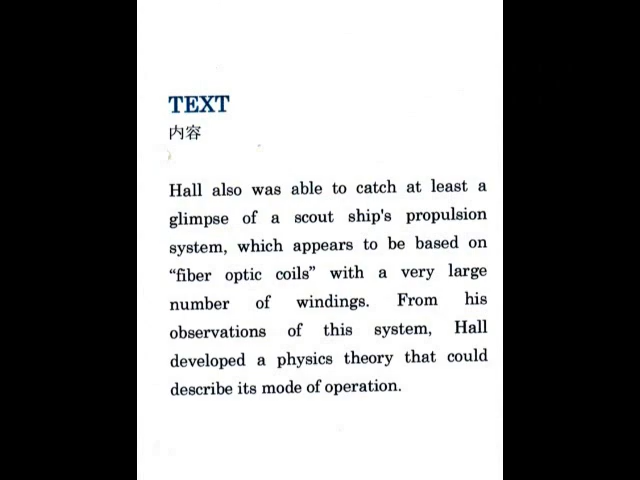 TEXT
内容
Hall also was able to catch at least a
glimpse of a scout ship's propulsion
system, which appears to be based on
“fiber optic coils” with a very large
number of windings. From his
observations of this system, Hall
developed a physics theory that could
describe its mode of operation.